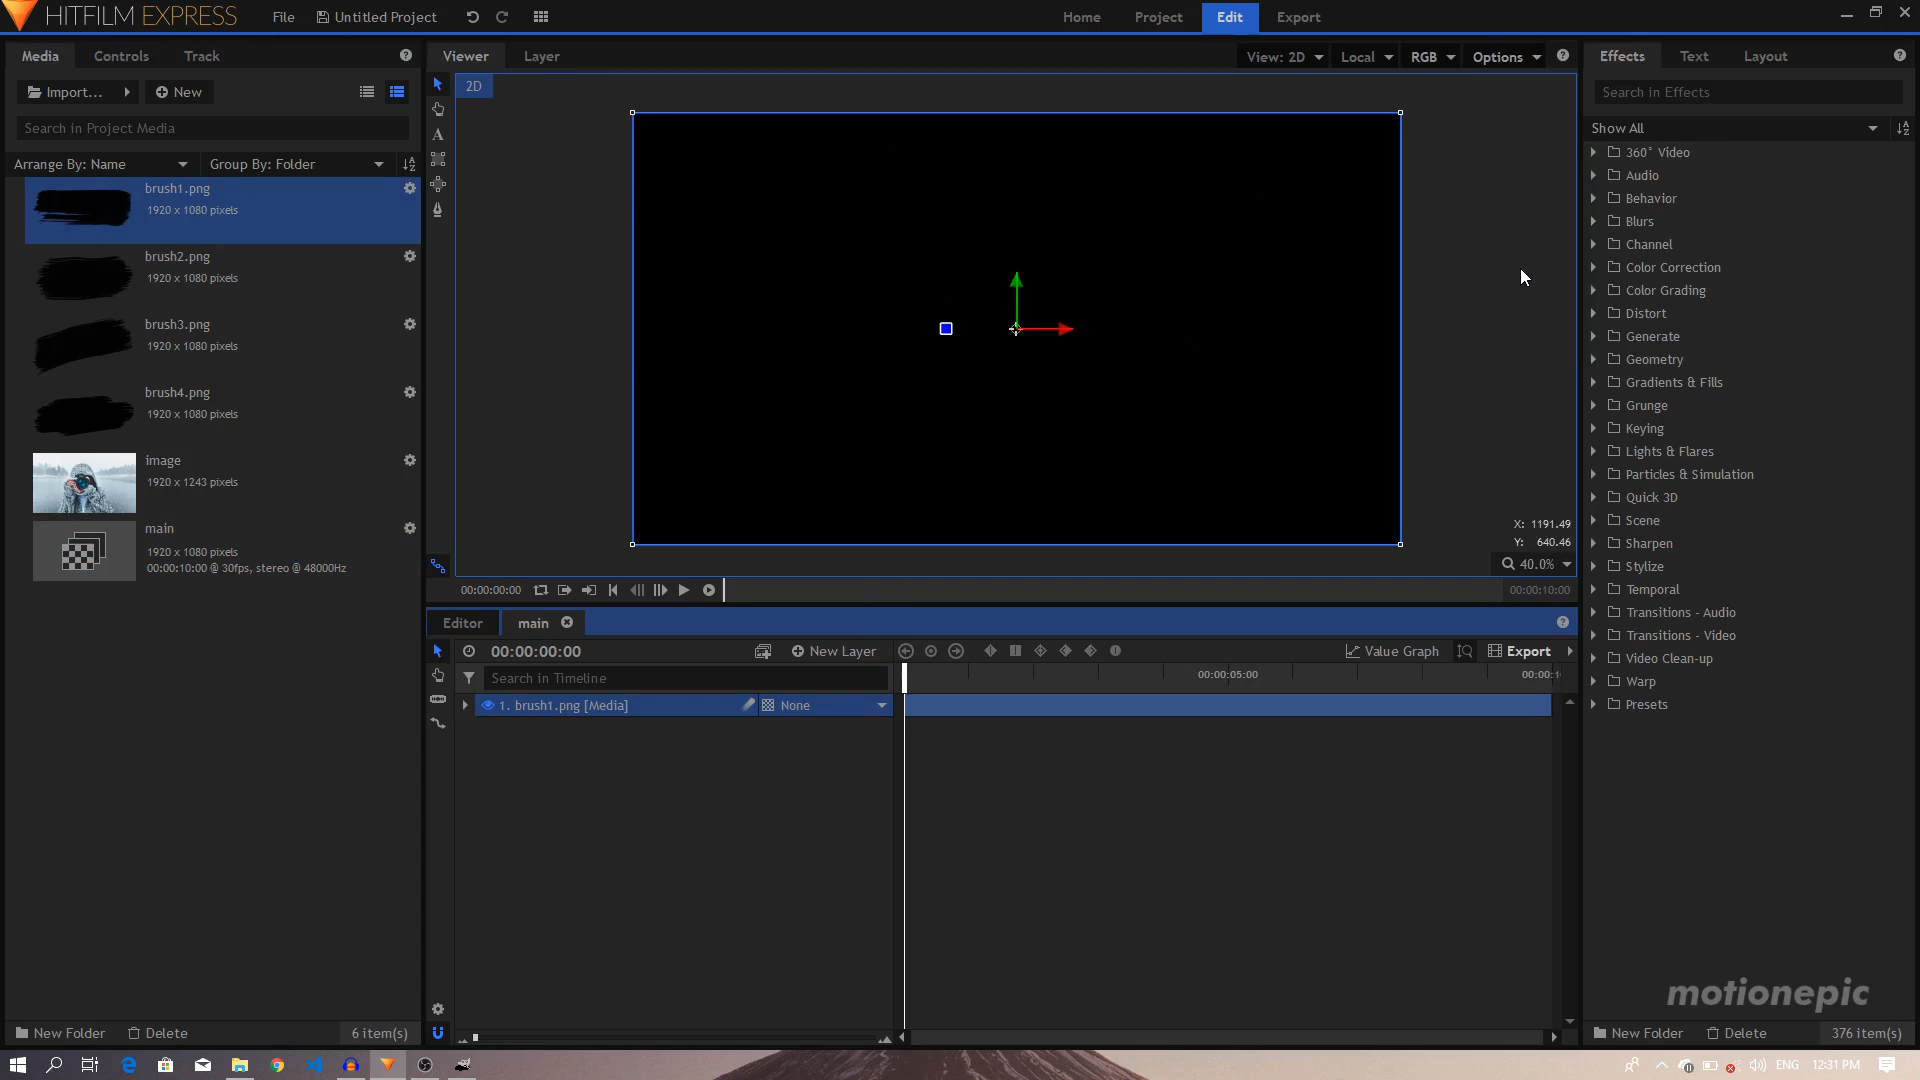 HITFILM EXPRESS
File
Untitled Project
Home
Project
Edit
Export
Media
Controls
Track
Import...
New
Search in Project Media
Arrange By: Name
Group By: Folder
brush1.png
1920 x 1080 pixels
brush2.png
1920 x 1080 pixels
brush3.png
1920 x 1080 pixels
brush4.png
1920 x 1080 pixels
image
1920 x 1243 pixels
main
1920 x 1080 pixels
00:00:10:00 @ 30fps, stereo @ 48000Hz
New Folder
Delete
6 item(s)
Viewer
Layer
View: 2D
Local
RGB
Options
2D
X: 1191.49
Y: 640.46
40.0%
00:00:00:00
00:00:10:00
Editor
main
00:00:00:00
New Layer
Value Graph
Export
Search in Timeline
00:00:05:00
00:00:1
1. brush1.png [Media]
None
Effects
Text
Layout
Search in Effects
Show All
360° Video
Audio
Behavior
Blurs
Channel
Color Correction
Color Grading
Distort
Generate
Geometry
Gradients & Fills
Grunge
Keying
Lights & Flares
Particles & Simulation
Quick 3D
Scene
Sharpen
Stylize
Temporal
Transitions - Audio
Transitions - Video
Video Clean-up
Warp
Presets
motionepic
New Folder
Delete
376 item(s)
ENG
12:31 PM